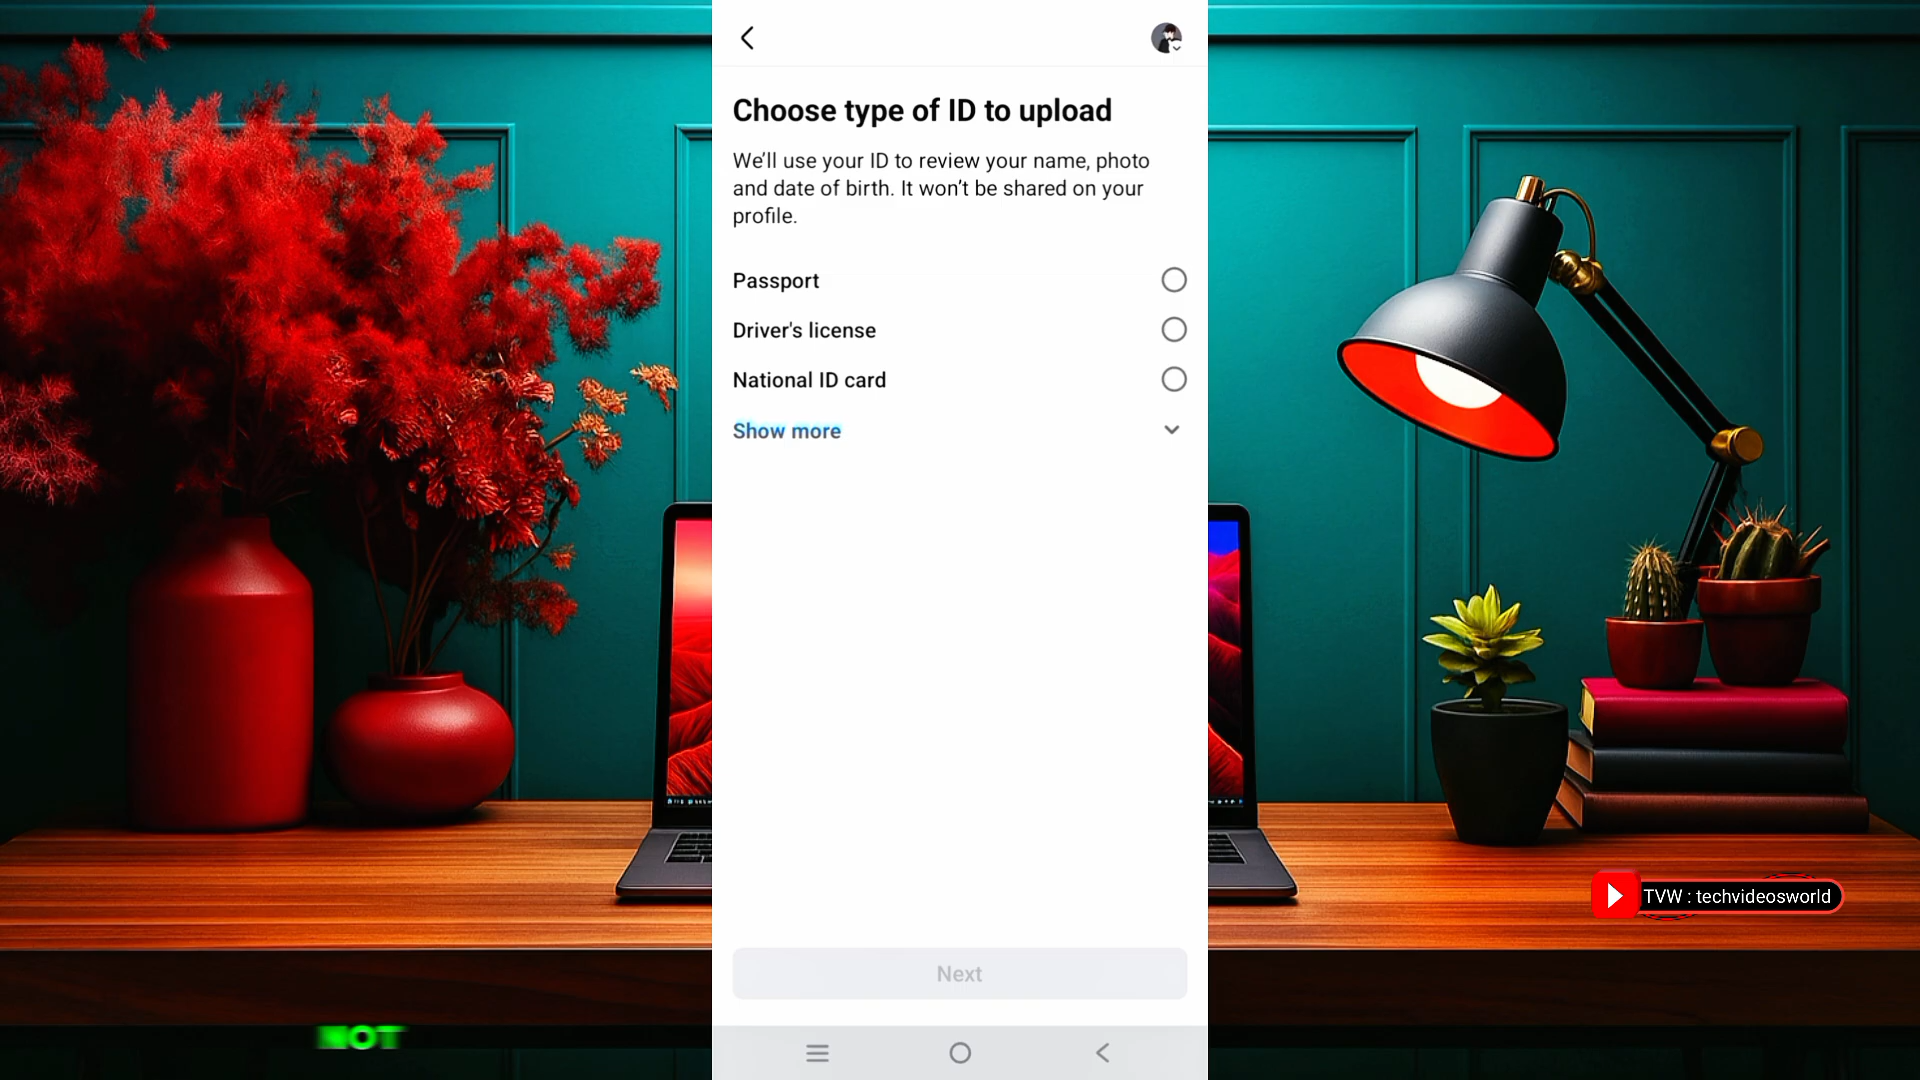 Choose type of ID to upload
We'll use your ID to review your name, photo
and date of birth. It won't be shared on your
profile.
Passport
Driver's license
National ID card
Show more
TVW : techvideosworld
Next
NOT